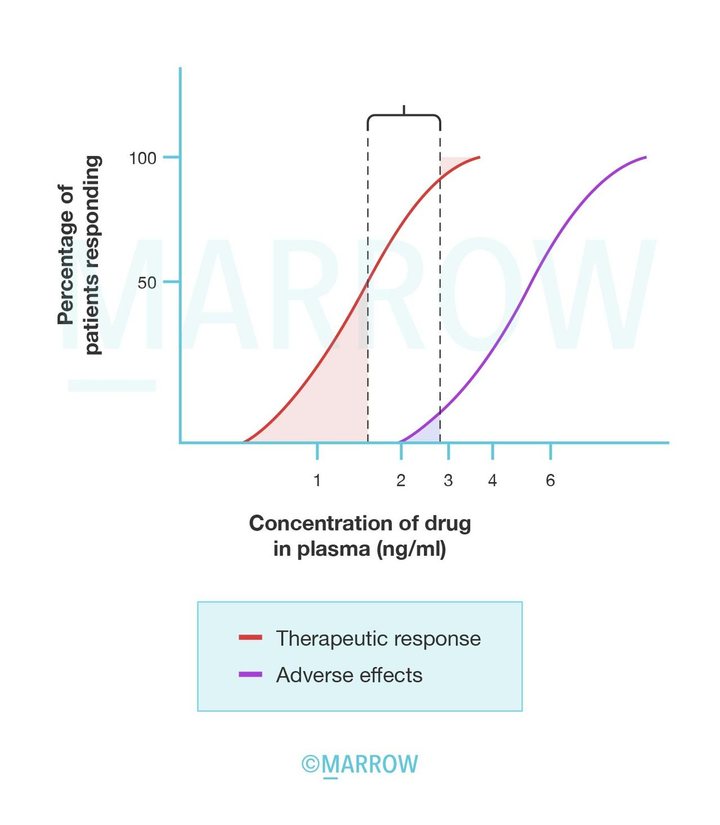 Percentage of
patients responding
100
50
MARROW
1 2 3 4 6
Concentration of drug
in plasma (ng/ml)
Therapeutic response
Adverse effects
©MARROW